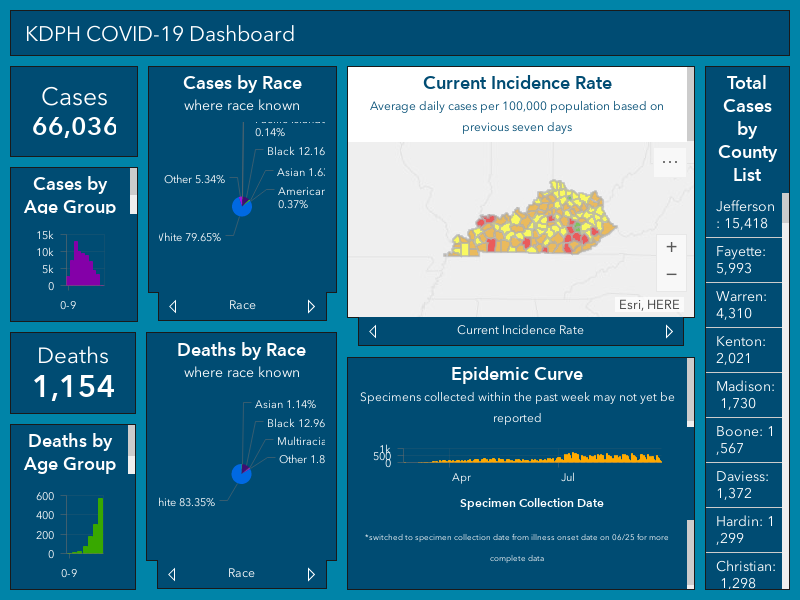 KDPH COVID-19 Dashboard
Cases
66,036
Cases by
Age Group
15k
10k
5k
0
0-9
Deaths
1,154
Deaths by
Age Group
600
400
200
0
0-9
Cases by Race
where race known
0.14%
Black 12.16
Asian 1.6
American
0.37%
Other 5.34%
White 79.65%
Race
Deaths by Race
where race known
Asian 1.14%
Black 12.96
Multiracia
Other 1.8
hite 83.35%
Race
Current Incidence Rate
Average daily cases per 100,000 population based on
previous seven days
...
+
−
Esri, HERE
Current Incidence Rate
Epidemic Curve
Specimens collected within the past week may not yet be
reported
1k
500
0
Apr
Jul
Specimen Collection Date
*switched to specimen collection date from illness onset date on 06/25 for more
complete data
Total
Cases
by
County
List
Jefferson
: 15,418
Fayette:
5,993
Warren:
4,310
Kenton:
2,021
Madison:
1,730
Boone: 1
,567
Daviess:
1,372
Hardin: 1
,299
Christian:
1,298